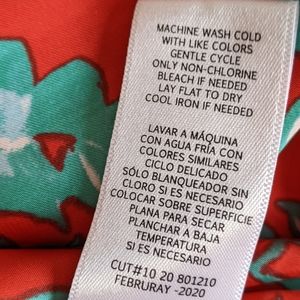 MACHINE WASH COLD
WITH LIKE COLORS
GENTLE CYCLE
ONLY NON-CHLORINE
BLEACH IF NEEDED
LAY FLAT TO DRY
COOL IRON IF NEEDED
LAVAR A MÁQUINA
CON AGUA FRÍA CON
COLORES SIMILARES
CICLO DELICADO
SÓLO BLANQUEADOR SIN
CLORO SI ES NECESARIO
COLOCAR SOBRE SUPERFICIE
PLANA PARA SECAR
PLANCHAR A BAJA
TEMPERATURA
SI ES NECESARIO
CUT#10 20 801210
FEBRURAY -2020